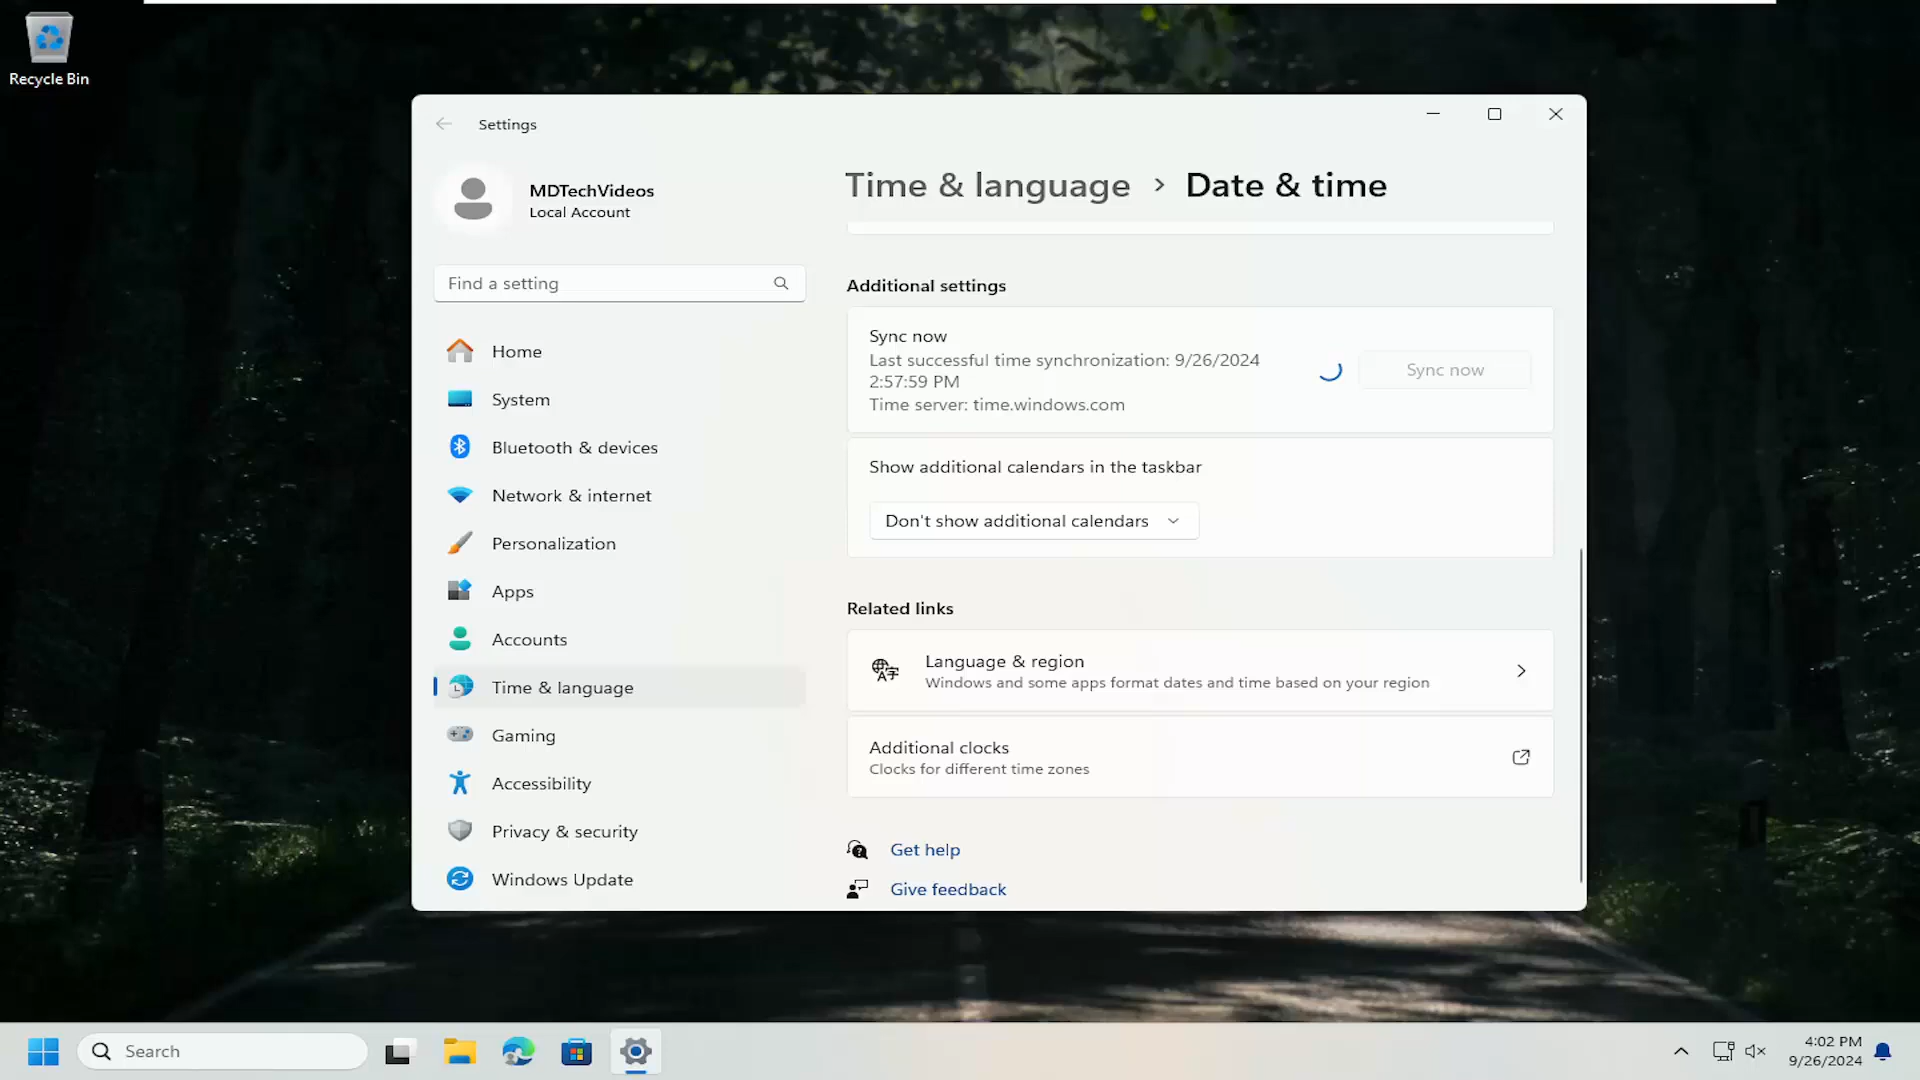 Recycle Bin
Settings
MDTechVideos
Local Account
Find a setting
Home
System
Bluetooth & devices
Network & internet
Personalization
Apps
Accounts
Time & language
Gaming
Accessibility
Privacy & security
Windows Update
Time & language > Date & time
Additional settings
Sync now
Last successful time synchronization: 9/26/2024
2:57:59 PM
Time server: time.windows.com
Sync now
Show additional calendars in the taskbar
Don't show additional calendars
Related links
Language & region
Windows and some apps format dates and time based on your region
Additional clocks
Clocks for different time zones
Get help
Give feedback
Search
4:02 PM
9/26/2024